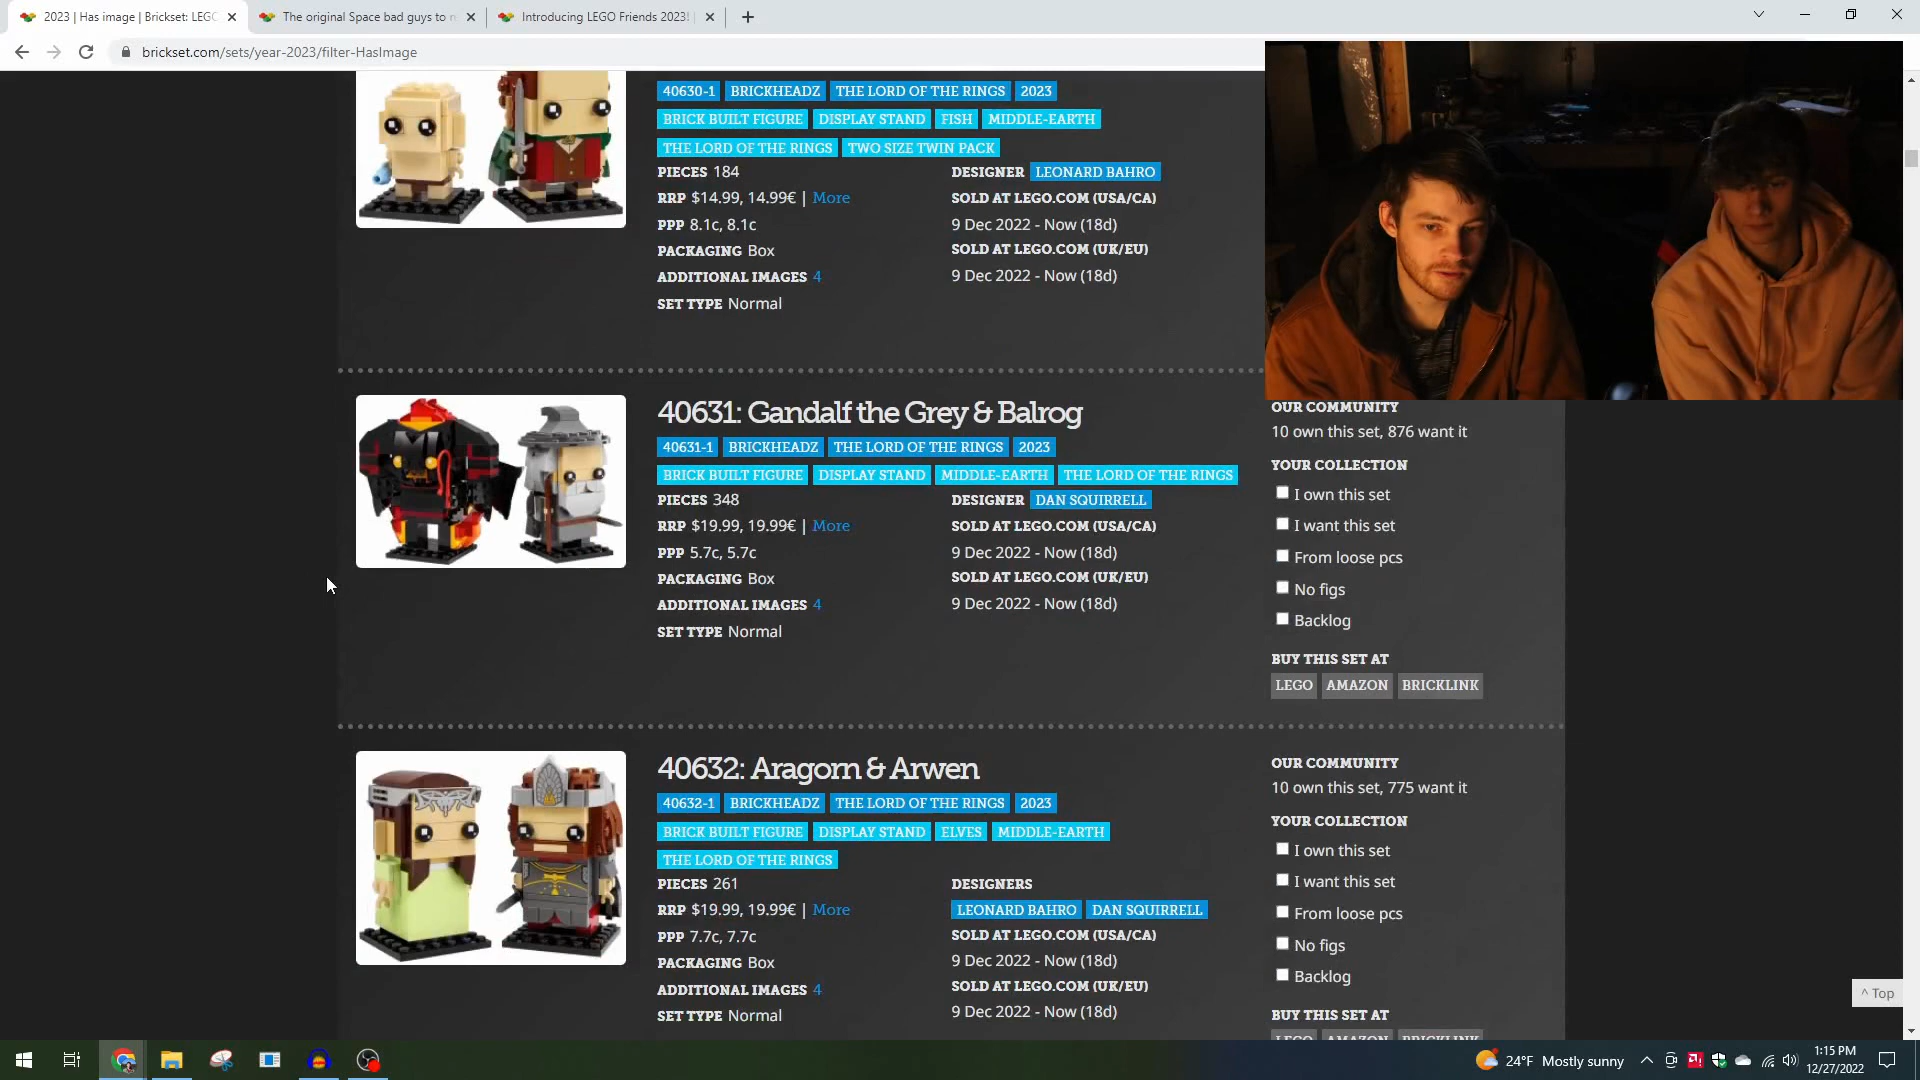 2023 | Has image | Brickset: LEGO
The original Space bad guys to
Introducing LEGO Friends 2023!
brickset.com/sets/year-2023/filter-HasImage
40630-1 BRICKHEADZ THE LORD OF THE RINGS 2023
BRICK BUILT FIGURE DISPLAY STAND FISH MIDDLE-EARTH
THE LORD OF THE RINGS TWO SIZE TWIN PACK
PIECES 184
RRP $14.99, 14.99€ | More
PPP 8.1c, 8.1c
PACKAGING Box
ADDITIONAL IMAGES 4
SET TYPE Normal
DESIGNER LEONARD BAHRO
SOLD AT LEGO.COM (USA/CA)
9 Dec 2022 - Now (18d)
SOLD AT LEGO.COM (UK/EU)
9 Dec 2022 - Now (18d)
40631: Gandalf the Grey & Balrog
40631-1 BRICKHEADZ THE LORD OF THE RINGS 2023
BRICK BUILT FIGURE DISPLAY STAND MIDDLE-EARTH THE LORD OF THE RINGS
PIECES 348
RRP $19.99, 19.99€ | More
PPP 5.7c, 5.7c
PACKAGING Box
ADDITIONAL IMAGES 4
SET TYPE Normal
DESIGNER DAN SQUIRRELL
SOLD AT LEGO.COM (USA/CA)
9 Dec 2022 - Now (18d)
SOLD AT LEGO.COM (UK/EU)
9 Dec 2022 - Now (18d)
OUR COMMUNITY
10 own this set, 876 want it
YOUR COLLECTION
I own this set
I want this set
From loose pcs
No figs
Backlog
BUY THIS SET AT
LEGO AMAZON BRICKLINK
40632: Aragorn & Arwen
40632-1 BRICKHEADZ THE LORD OF THE RINGS 2023
BRICK BUILT FIGURE DISPLAY STAND ELVES MIDDLE-EARTH
THE LORD OF THE RINGS
PIECES 261
RRP $19.99, 19.99€ | More
PPP 7.7c, 7.7c
PACKAGING Box
ADDITIONAL IMAGES 4
SET TYPE Normal
DESIGNERS
LEONARD BAHRO DAN SQUIRRELL
SOLD AT LEGO.COM (USA/CA)
9 Dec 2022 - Now (18d)
SOLD AT LEGO.COM (UK/EU)
9 Dec 2022 - Now (18d)
OUR COMMUNITY
10 own this set, 775 want it
YOUR COLLECTION
I own this set
I want this set
From loose pcs
No figs
Backlog
BUY THIS SET AT
LEGO AMAZON BRICKLINK
^ Top
24°F Mostly sunny
1:15 PM
12/27/2022